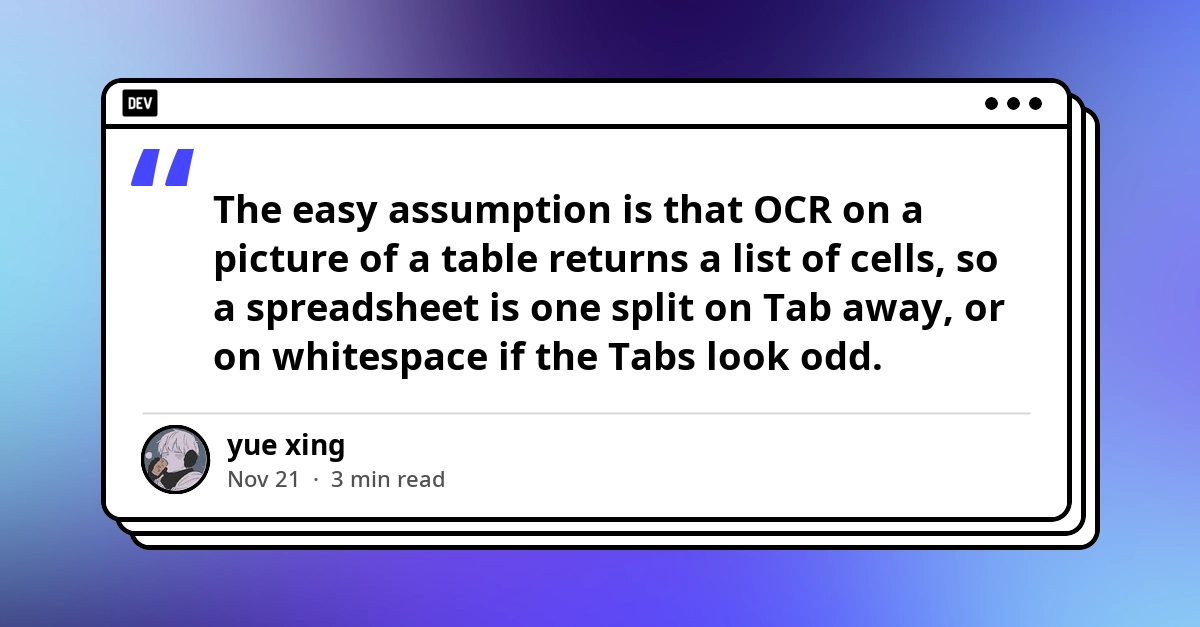 DEV
“
The easy assumption is that OCR on a
picture of a table returns a list of cells, so
a spreadsheet is one split on Tab away, or
on whitespace if the Tabs look odd.
yue xing
Nov 21 · 3 min read